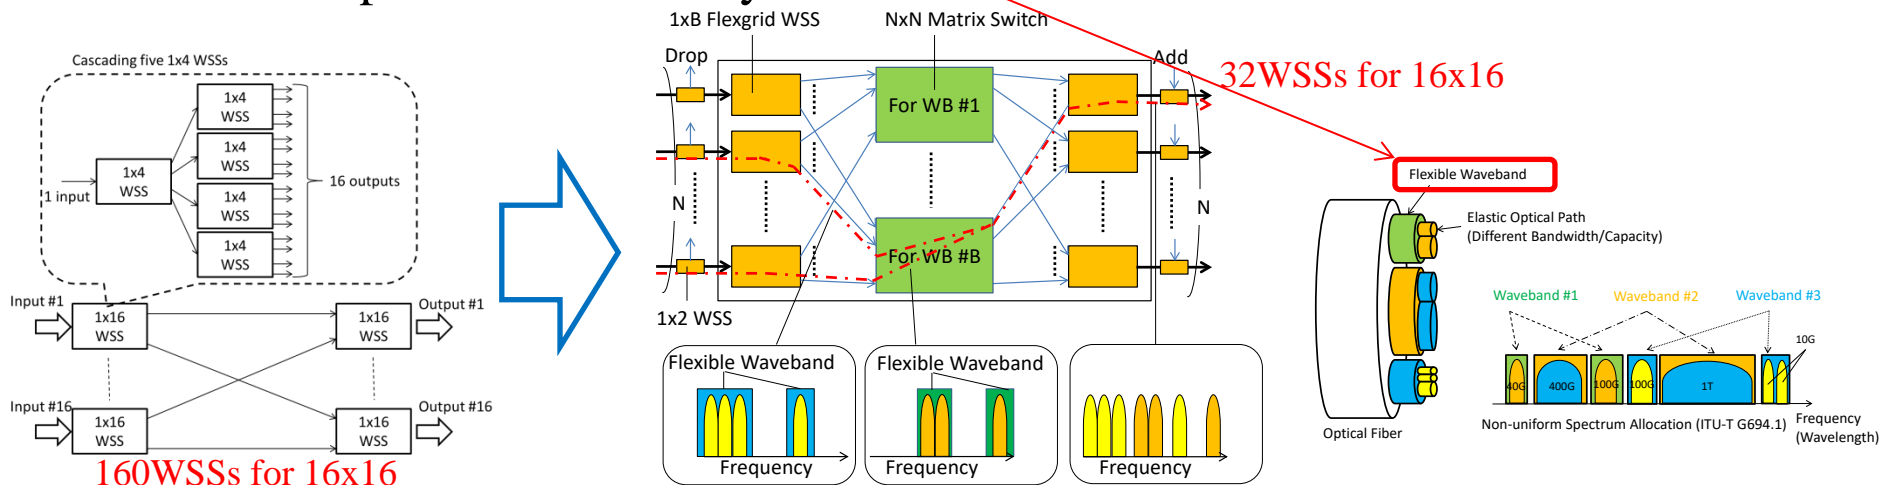 Cascading five 1x4 WSSs
1x4
WSS
1x4
WSS
1x4
WSS
1x4
WSS
1x4
WSS
1 input
16 outputs
Input #1
1x16
WSS
1x16
WSS
Output #1
Input #16
1x16
WSS
1x16
WSS
Output #16
160WSSs for 16x16
1xB Flexgrid WSS
NxN Matrix Switch
Drop
Add
For WB #1
For WB #B
N
N
1x2 WSS
32WSSs for 16x16
Flexible Waveband
Frequency
Flexible Waveband
Frequency
Frequency
Flexible Waveband
Elastic Optical Path
(Different Bandwidth/Capacity)
Optical Fiber
Waveband #1
Waveband #2
Waveband #3
10G
40G
400G
100G
100G
1T
Frequency
(Wavelength)
Non-uniform Spectrum Allocation (ITU-T G694.1)